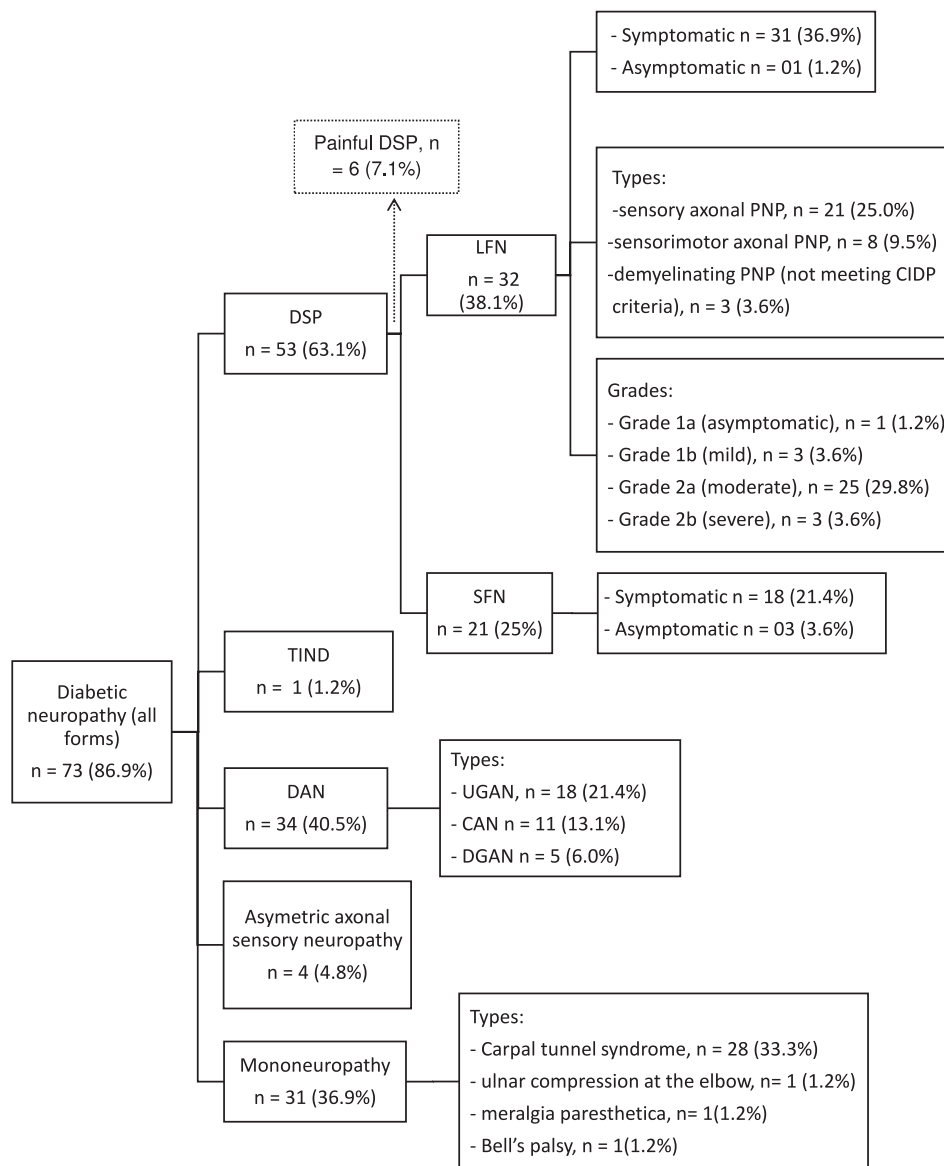 - Symptomatic n = 31 (36.9%)
- Asymptomatic n = 01 (1.2%)
Painful DSP, n
= 6 (7.1%)
Types:
-sensory axonal PNP, n = 21 (25.0%)
-sensorimotor axonal PNP, n = 8 (9.5%)
-demyelinating PNP (not meeting CIDP
criteria), n = 3 (3.6%)
LFN
n = 32
(38.1%)
DSP
n = 53 (63.1%)
Grades:
- Grade 1a (asymptomatic), n = 1 (1.2%)
- Grade 1b (mild), n = 3 (3.6%)
- Grade 2a (moderate), n = 25 (29.8%)
- Grade 2b (severe), n = 3 (3.6%)
SFN
n = 21 (25%)
- Symptomatic n = 18 (21.4%)
- Asymptomatic n = 03 (3.6%)
TIND
n =  1 (1.2%)
Diabetic
neuropathy (all
forms)
n = 73 (86.9%)
DAN
n = 34 (40.5%)
Types:
- UGAN, n = 18 (21.4%)
- CAN n = 11 (13.1%)
- DGAN n = 5 (6.0%)
Asymetric axonal
sensory neuropathy
n = 4 (4.8%)
Mononeuropathy
n = 31 (36.9%)
Types:
- Carpal tunnel syndrome, n = 28 (33.3%)
- ulnar compression at the elbow, n= 1 (1.2%)
- meralgia paresthetica, n= 1(1.2%)
- Bell’s palsy, n = 1(1.2%)